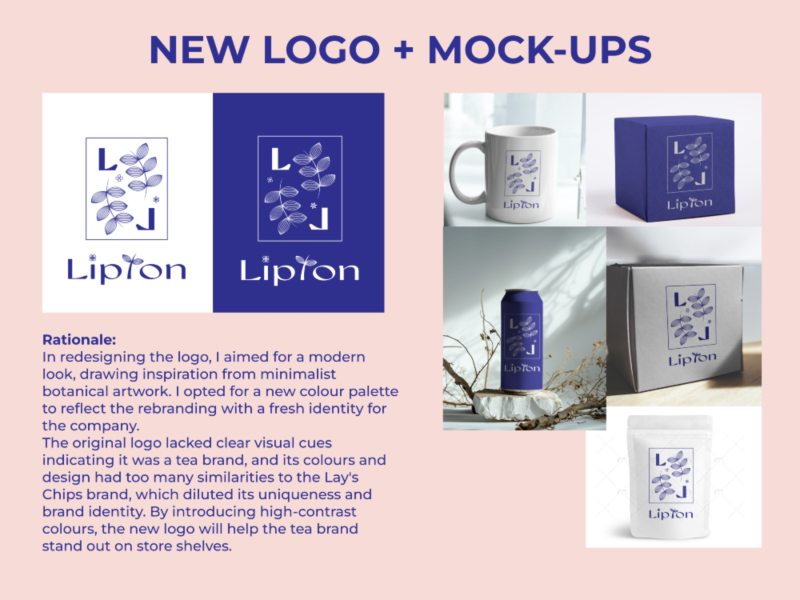 NEW LOGO + MOCK-UPS
L
L
Lipton
L
L
Lipton
Rationale:
In redesigning the logo, I aimed for a modern
look, drawing inspiration from minimalist
botanical artwork. I opted for a new colour palette
to reflect the rebranding with a fresh identity for
the company.
The original logo lacked clear visual cues
indicating it was a tea brand, and its colours and
design had too many similarities to the Lay's
Chips brand, which diluted its uniqueness and
brand identity. By introducing high-contrast
colours, the new logo will help the tea brand
stand out on store shelves.
L
L
Lipton
L
L
Lipton
L
L
Lipton
L
L
Lipton
L
L
Lipton